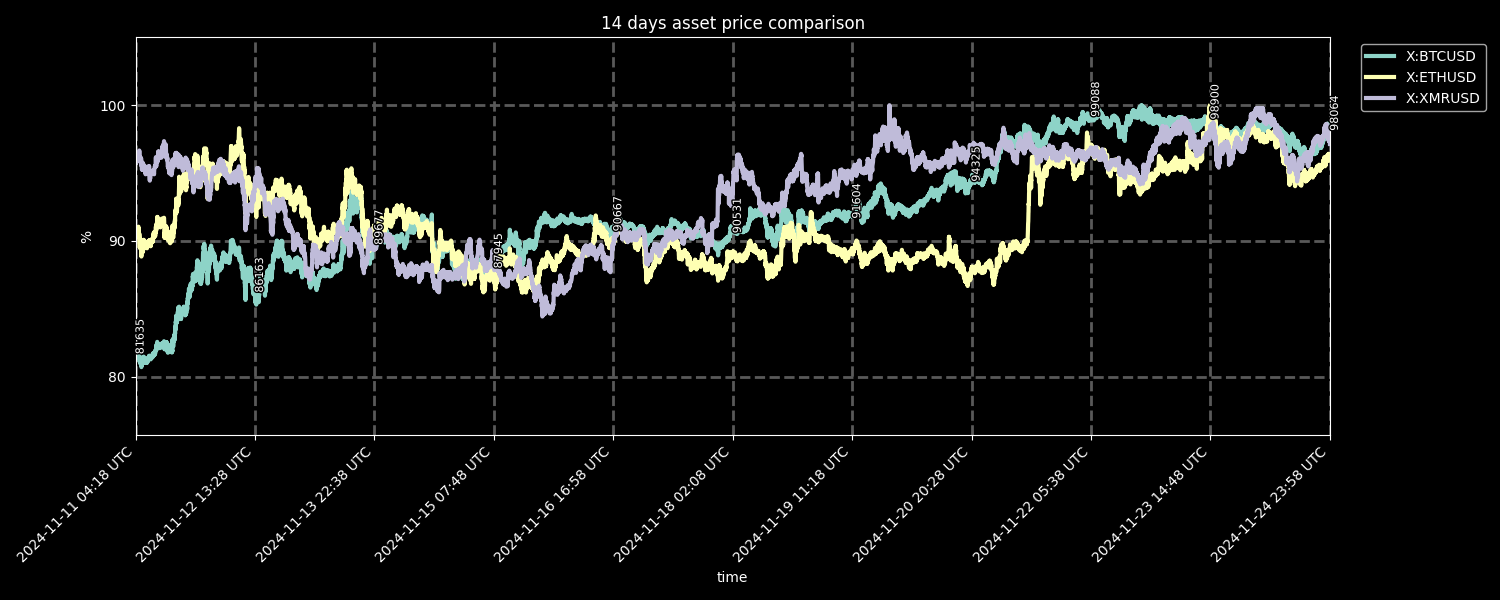 14 days asset price comparison
X:BTCUSD
X:ETHUSD
X:XMRUSD
100
90
80
%
81635
86163
89677
87945
90667
90531
91604
94325
99088
98900
98064
2024-11-11 04:18 UTC
2024-11-12 13:28 UTC
2024-11-13 22:38 UTC
2024-11-15 07:48 UTC
2024-11-16 16:58 UTC
2024-11-18 02:08 UTC
2024-11-19 11:18 UTC
2024-11-20 20:28 UTC
2024-11-22 05:38 UTC
2024-11-23 14:48 UTC
2024-11-24 23:58 UTC
time